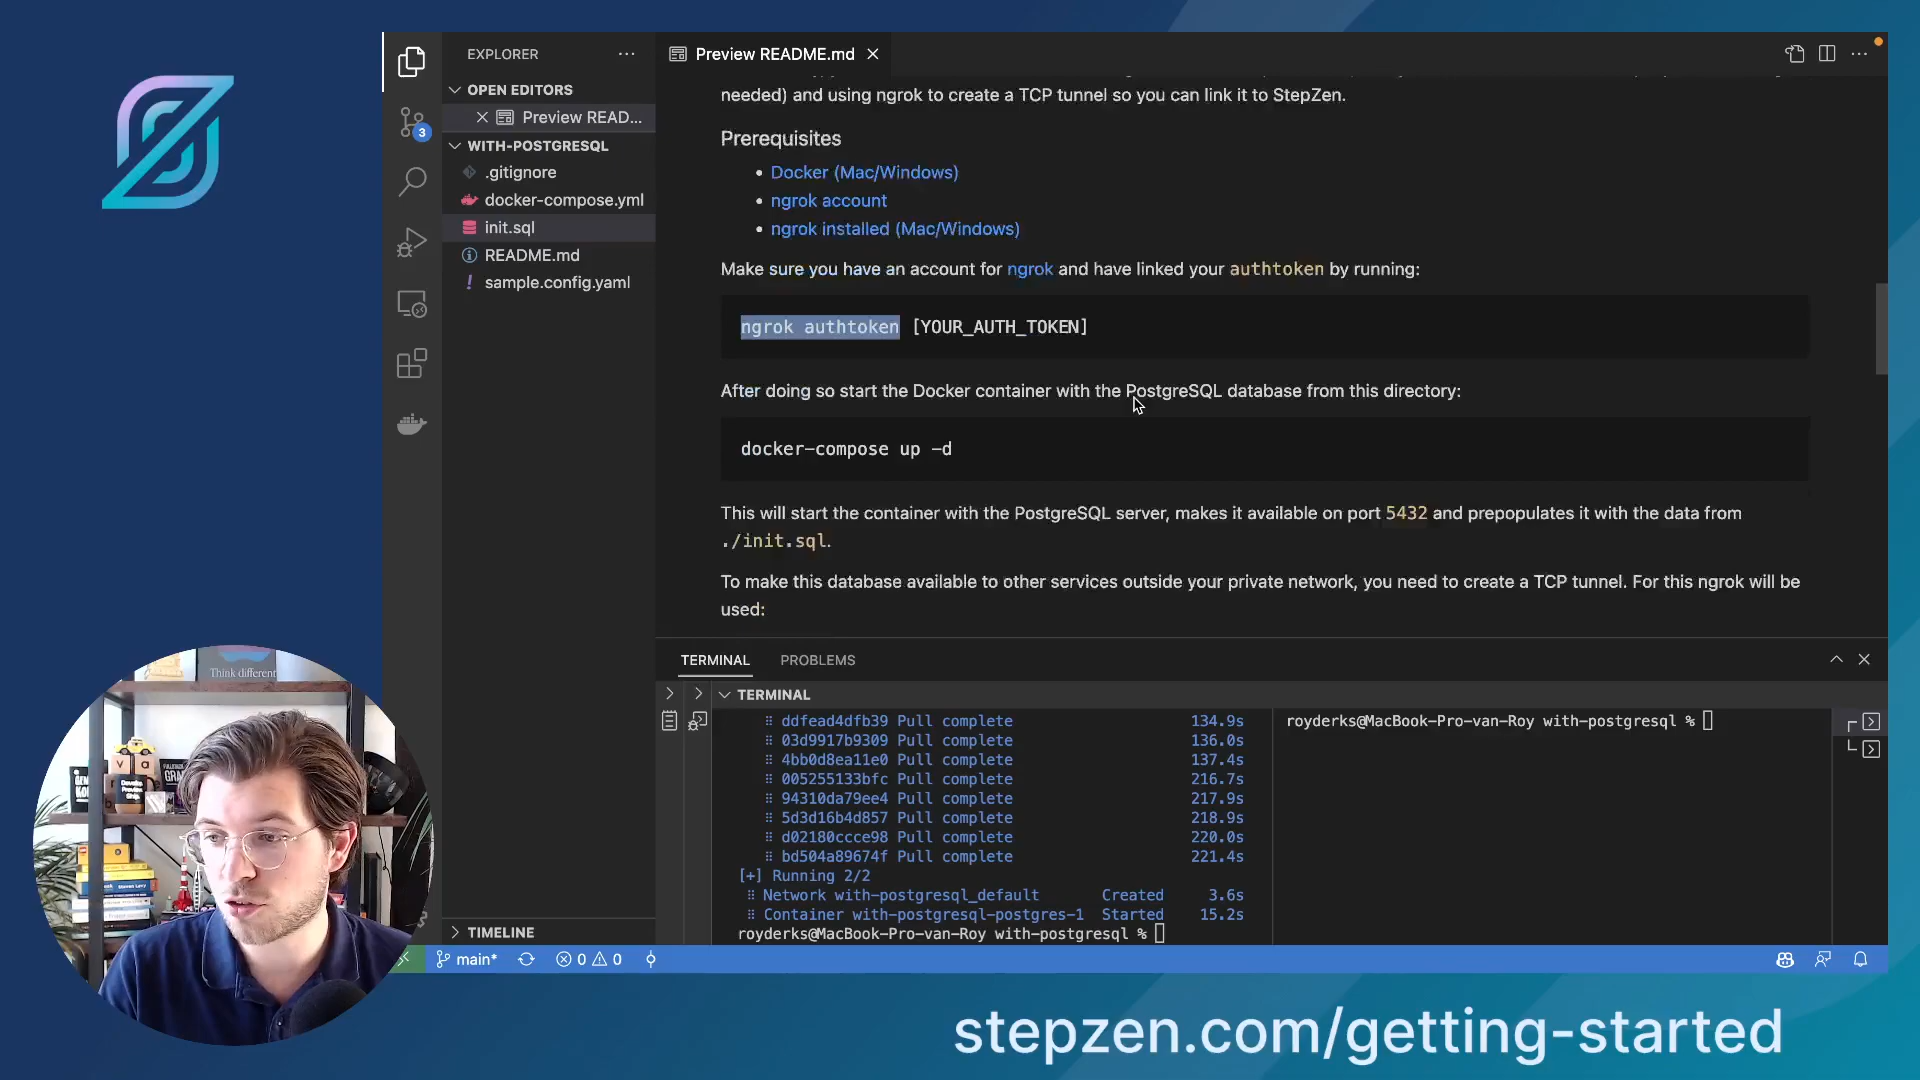 EXPLORER
OPEN EDITORS
Preview READ...
WITH-POSTGRESQL
.gitignore
docker-compose.yml
init.sql
README.md
sample.config.yaml
3
TIMELINE
Preview README.md
needed) and using ngrok to create a TCP tunnel so you can link it to StepZen.
Prerequisites
Docker (Mac/Windows)
ngrok account
ngrok installed (Mac/Windows)
Make sure you have an account for ngrok and have linked your authtoken by running:
ngrok authtoken [YOUR_AUTH_TOKEN]
After doing so start the Docker container with the PostgreSQL database from this directory:
docker-compose up -d
This will start the container with the PostgreSQL server, makes it available on port 5432 and prepopulates it with the data from
./init.sql.
To make this database available to other services outside your private network, you need to create a TCP tunnel. For this ngrok will be
used:
TERMINAL PROBLEMS
TERMINAL
ddfead4dfb39 Pull complete 134.9s
03d9917b9309 Pull complete 136.0s
4bb0d8ea11e0 Pull complete 137.4s
005255133bfc Pull complete 216.7s
94310da79ee4 Pull complete 217.9s
5d3d16b4d857 Pull complete 218.9s
d02180ccce98 Pull complete 220.0s
bd504a89674f Pull complete 221.4s
[+] Running 2/2
Network with-postgresql_default Created 3.6s
Container with-postgresql-postgres-1 Started 15.2s
royderks@MacBook-Pro-van-Roy with-postgresql %
royderks@MacBook-Pro-van-Roy with-postgresql %
main* 0 0
Think different
stepzen.com/getting-started